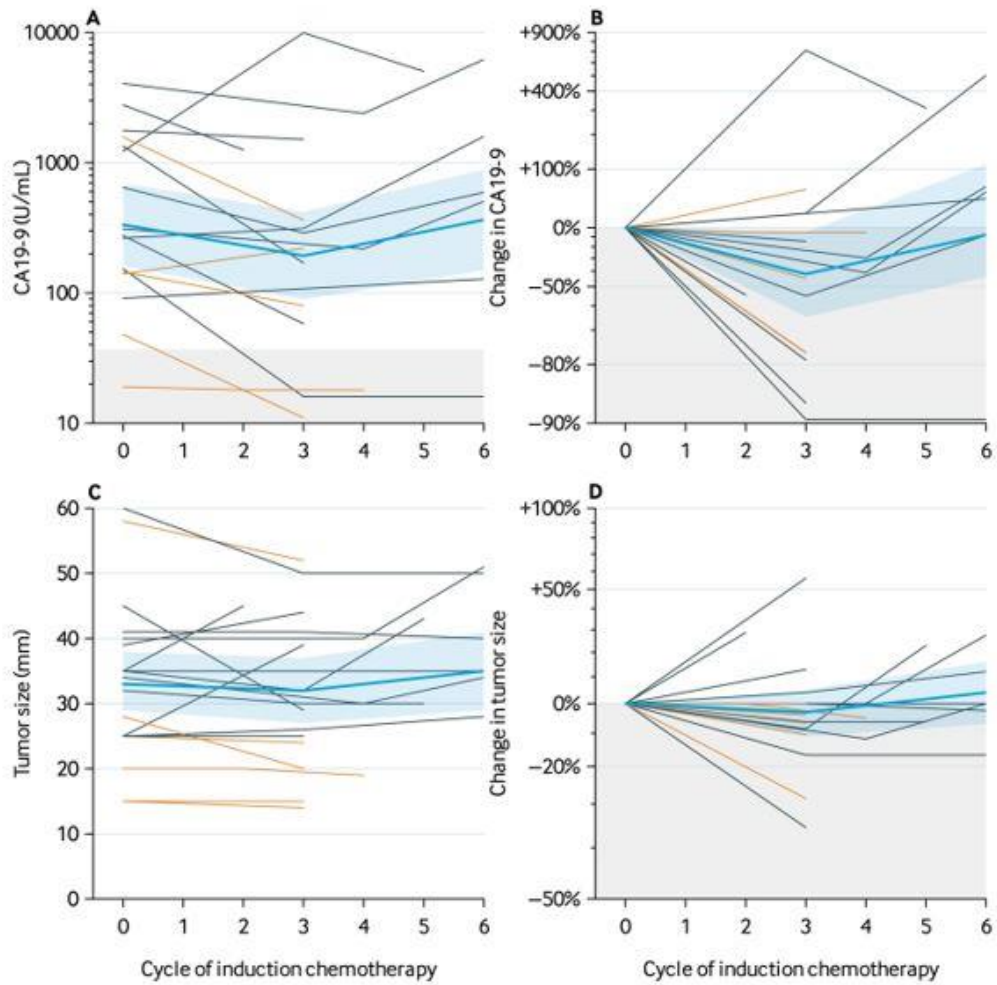 A
CA19-9 (U/mL)
10000
1000
100
10
0 1 2 3 4 5 6
B
Change in CA19-9
+900%
+400%
+100%
0%
−50%
−80%
−90%
0 1 2 3 4 5 6
C
Tumor size (mm)
60
50
40
30
20
10
0
0 1 2 3 4 5 6
Cycle of induction chemotherapy
D
Change in tumor size
+100%
+50%
0%
−20%
−50%
0 1 2 3 4 5 6
Cycle of induction chemotherapy